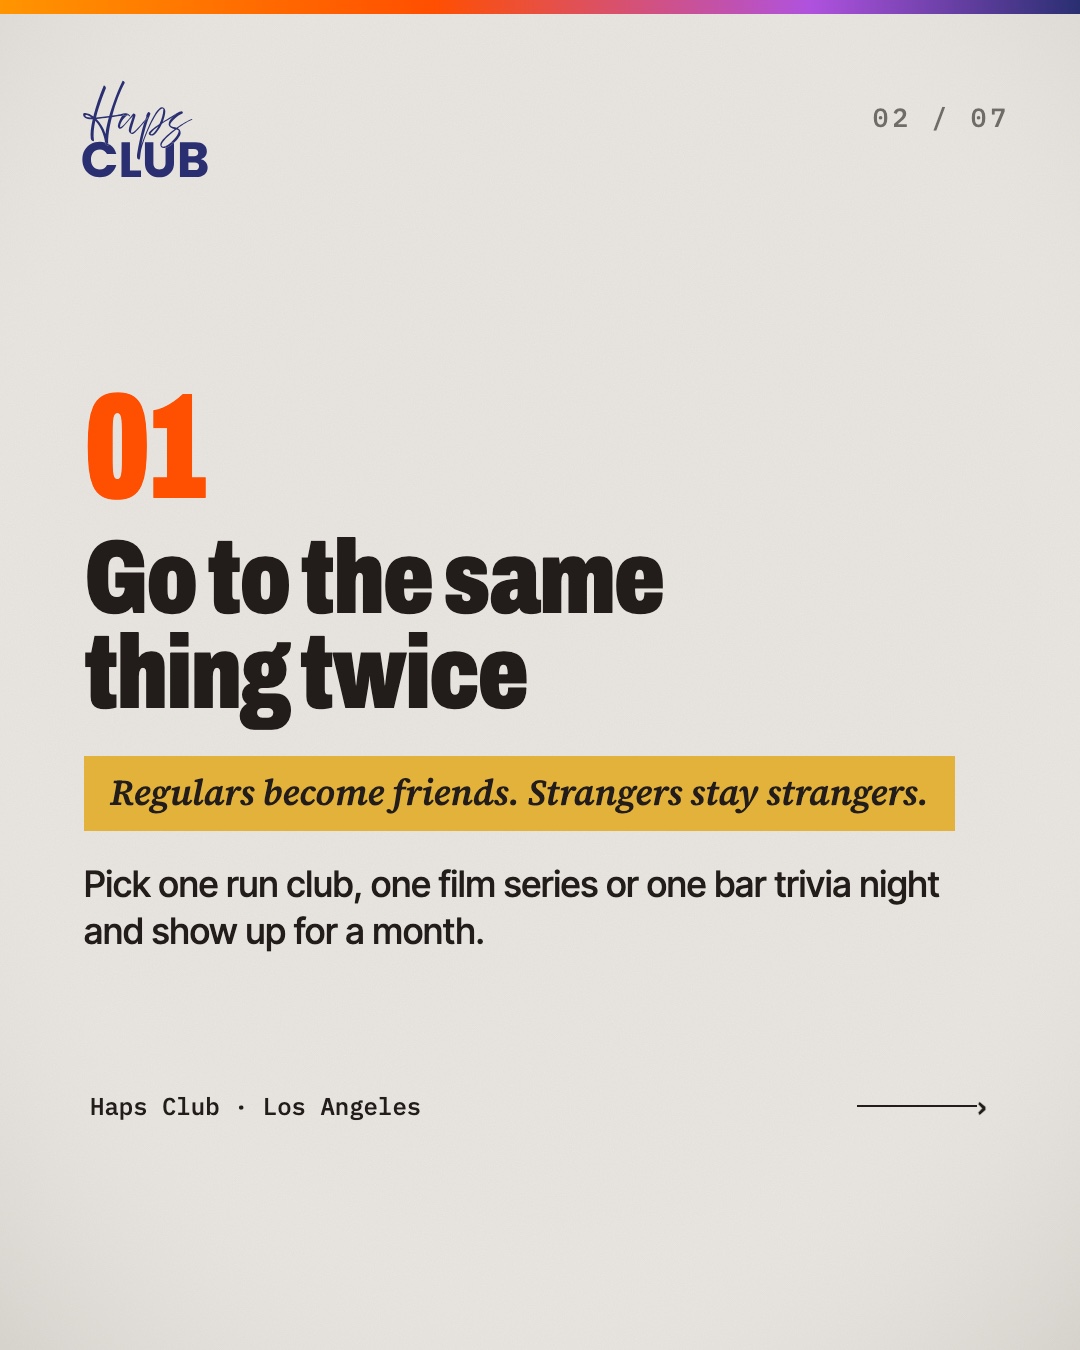 Haps
CLUB
02 / 07
01
Go to the same
thing twice
Regulars become friends. Strangers stay strangers.
Pick one run club, one film series or one bar trivia night
and show up for a month.
Haps Club · Los Angeles